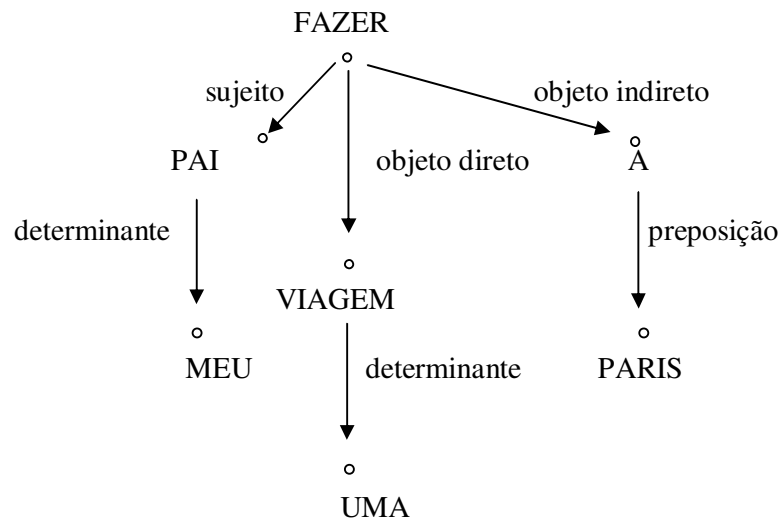 FAZER
sujeito
objeto indireto
PAI
objeto direto
A
determinante
preposição
VIAGEM
MEU
determinante
PARIS
UMA